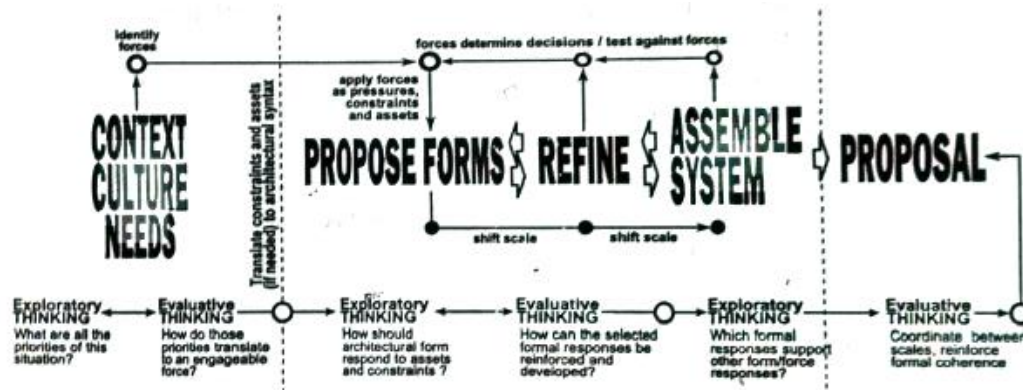 Identify
forces
forces determine decisions / test against forces
apply forces
as pressures,
constraints
and assets
Translate constraints and assets
(if needed) to architectural syntax
CONTEXT
CULTURE
NEEDS
PROPOSE FORMS
REFINE
ASSEMBLE
SYSTEM
PROPOSAL
shift scale
shift scale
Exploratory
THINKING
What are all the
priorities of this
situation?
Evaluative
THINKING
How do those
priorities translate
to an engageable
force?
Exploratory
THINKING
How should
architectural form
respond to assets
and constraints ?
Evaluative
THINKING
How can the selected
formal responses be
reinforced and
developed?
Exploratory
THINKING
Which formal
responses support
other form/force
responses?
Evaluative
THINKING
Coordinate between
scales, reinforce
formal coherence